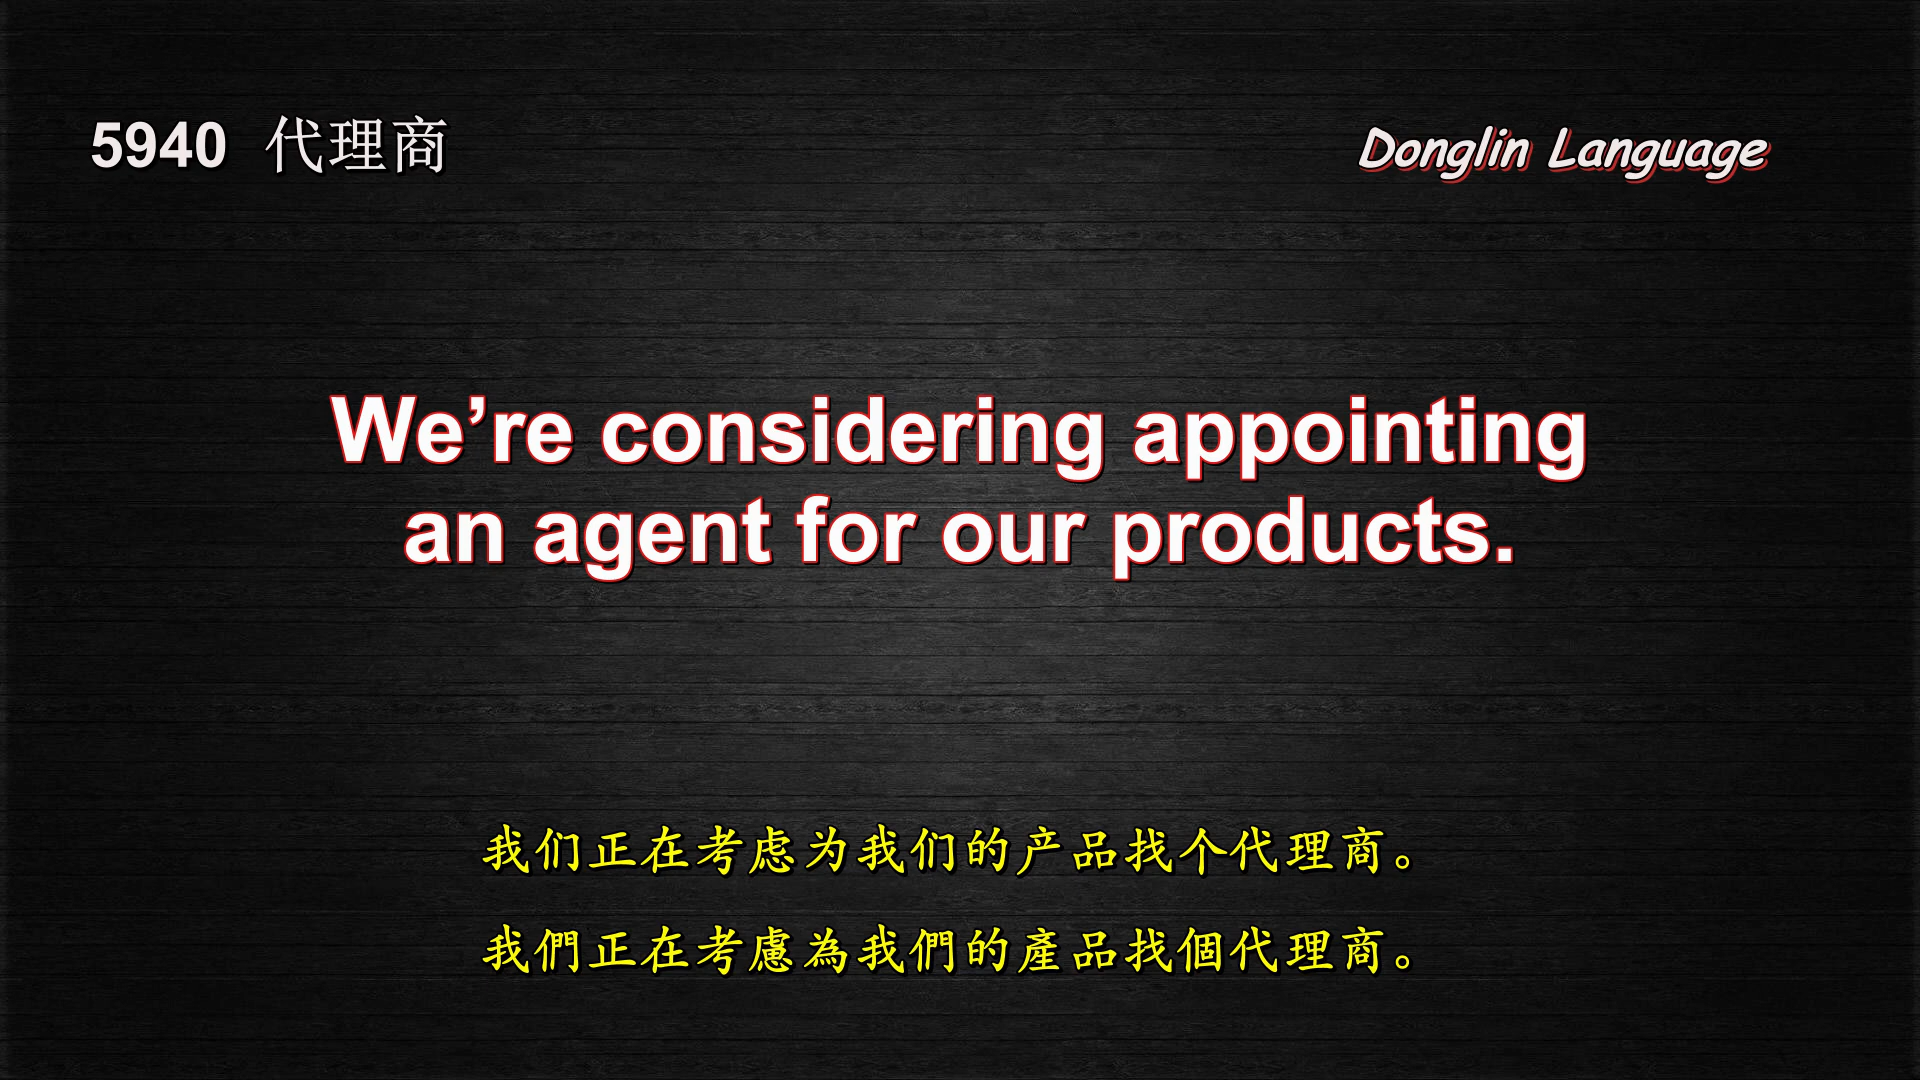 5940 代理商
Donglin Language
We’re considering appointing
an agent for our products.
我们正在考虑为我们的产品找个代理商。
我們正在考慮為我們的產品找個代理商。